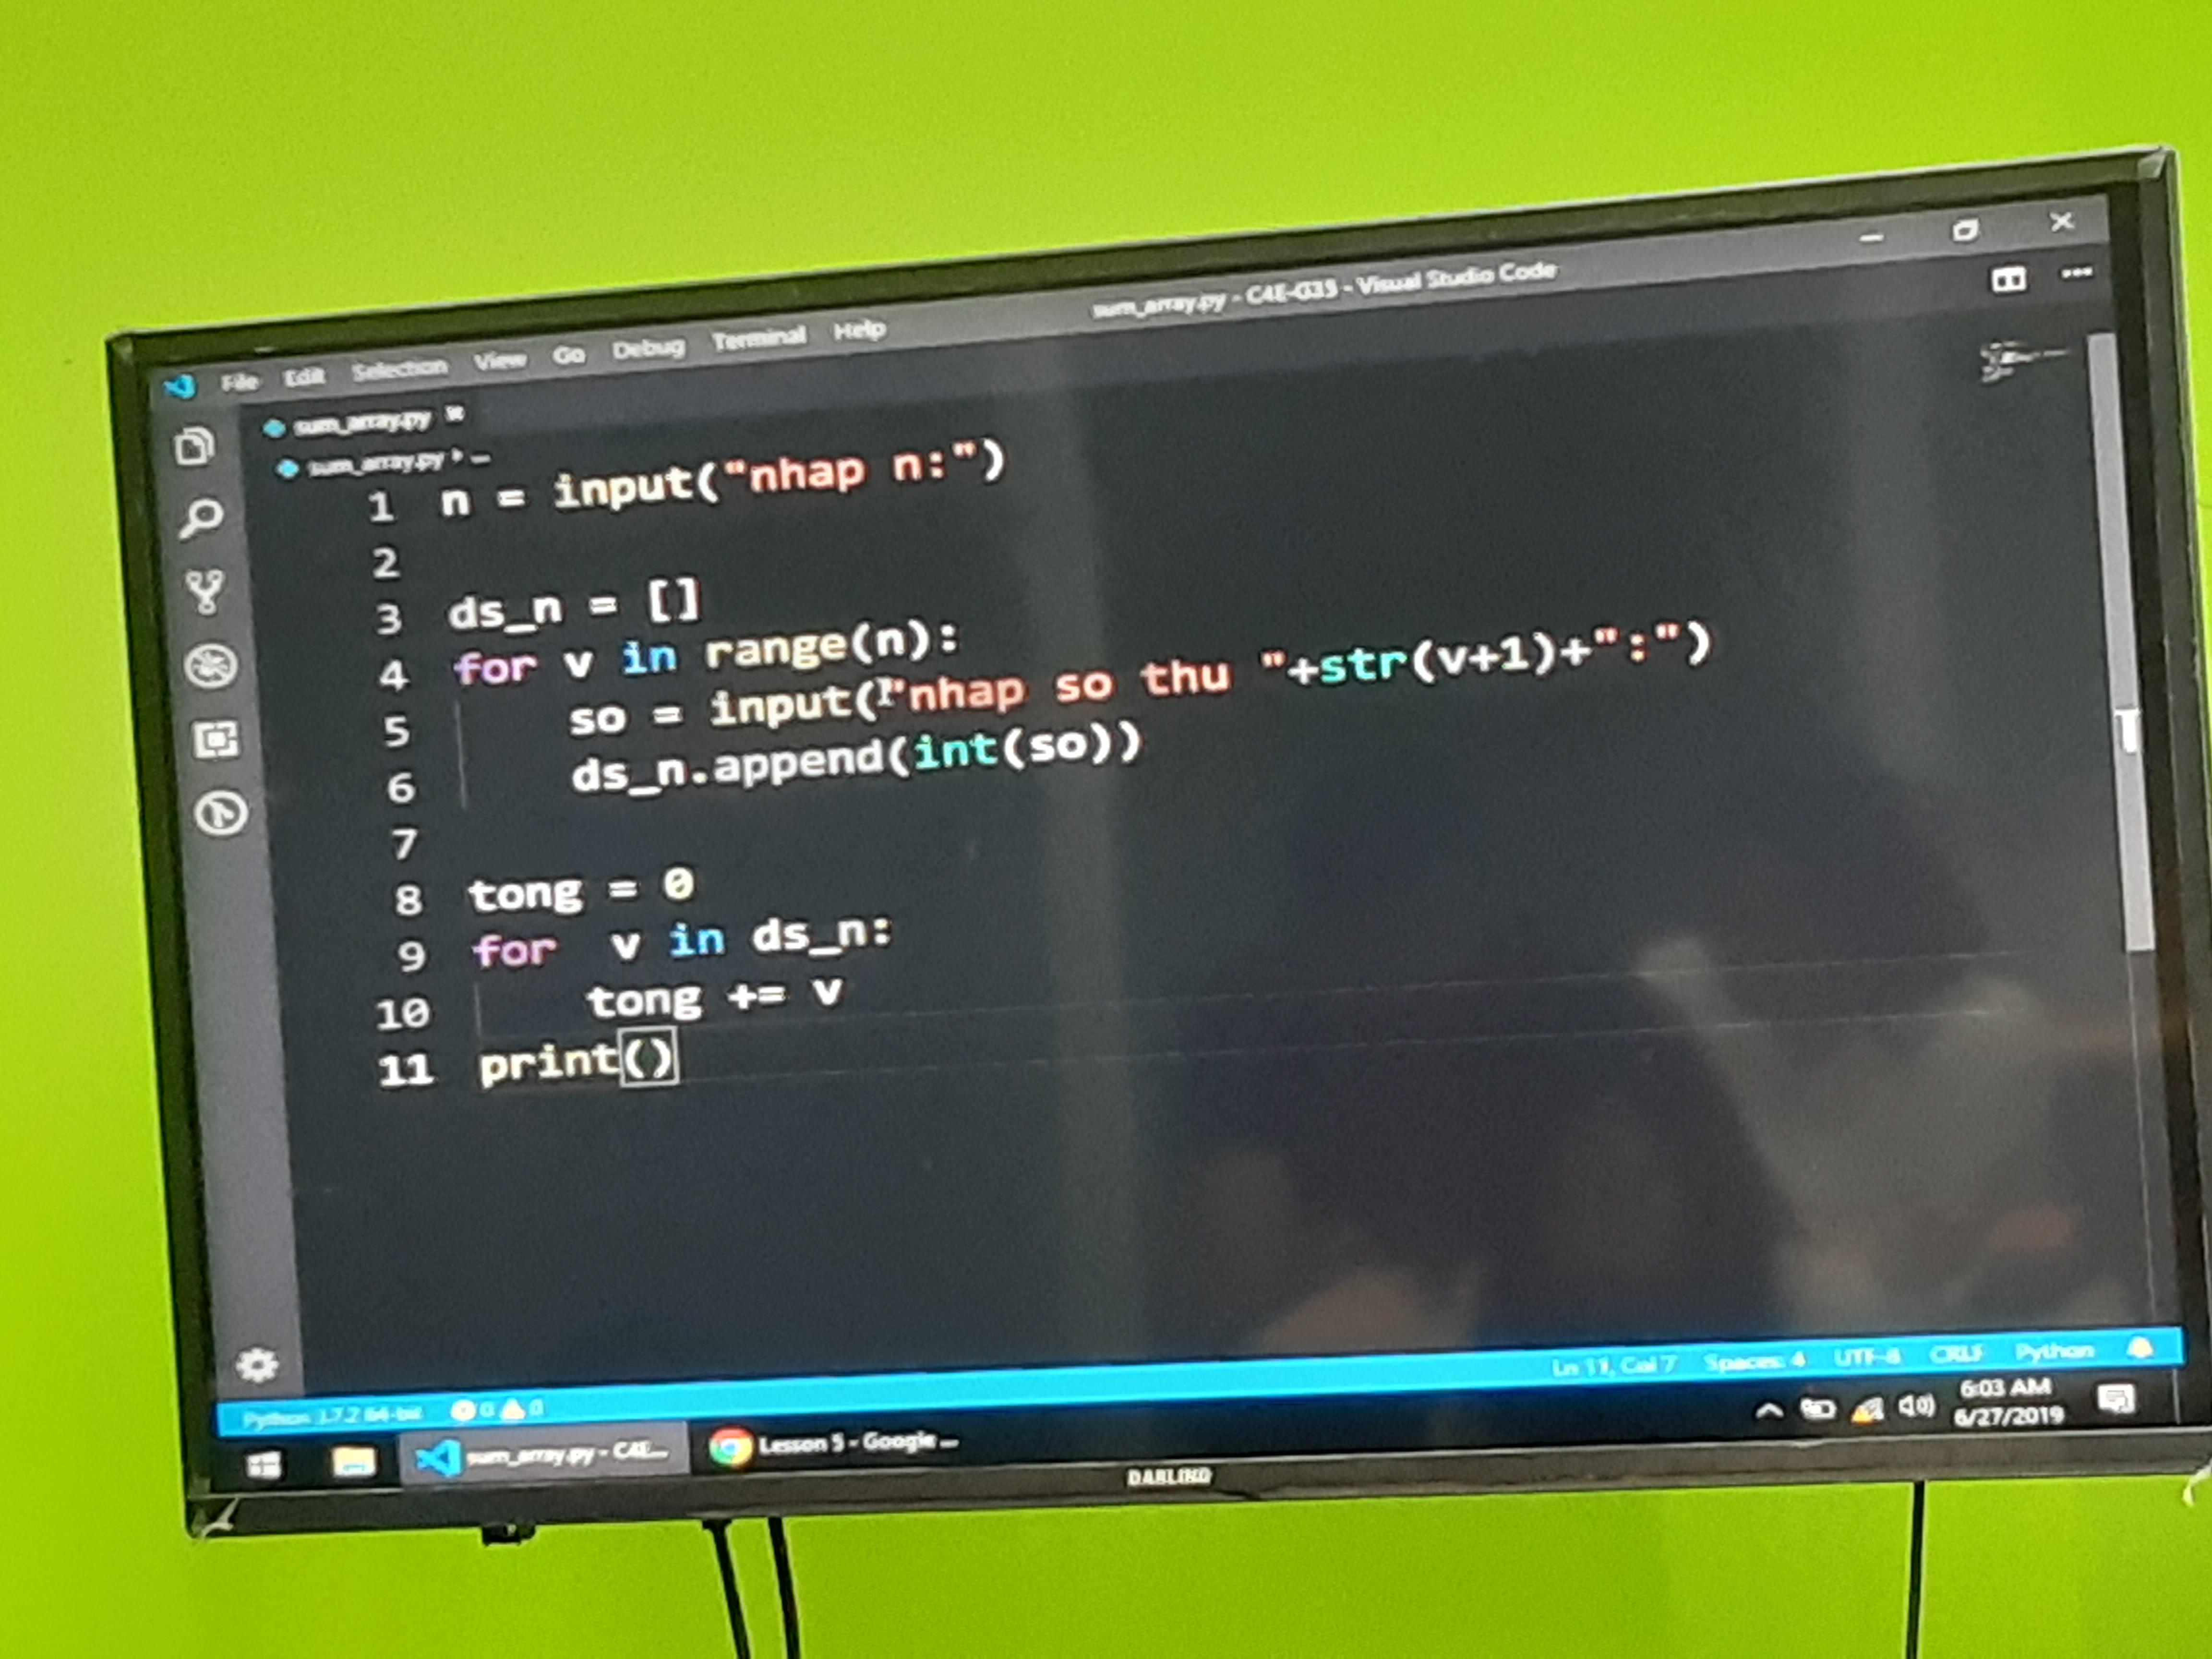 File Edit Selection View Go Debug Terminal Help sum_array.py - C4E-G35 - Visual Studio Code
sum_array.py
sum_array.py
1 n = input("nhap n:")
2
3 ds_n = []
4 for v in range(n):
5 so = input("nhap so thu "+str(v+1)+":")
6 ds_n.append(int(so))
7
8 tong = 0
9 for  v in ds_n:
10 tong += v
11 print()
Python 3.7.2 64-bit 0 0 Ln 11, Col 7 Spaces: 4 UTF-8 CRLF Python
sum_array.py - C4E... Lesson 5 - Google ... 6:03 AM
6/27/2019